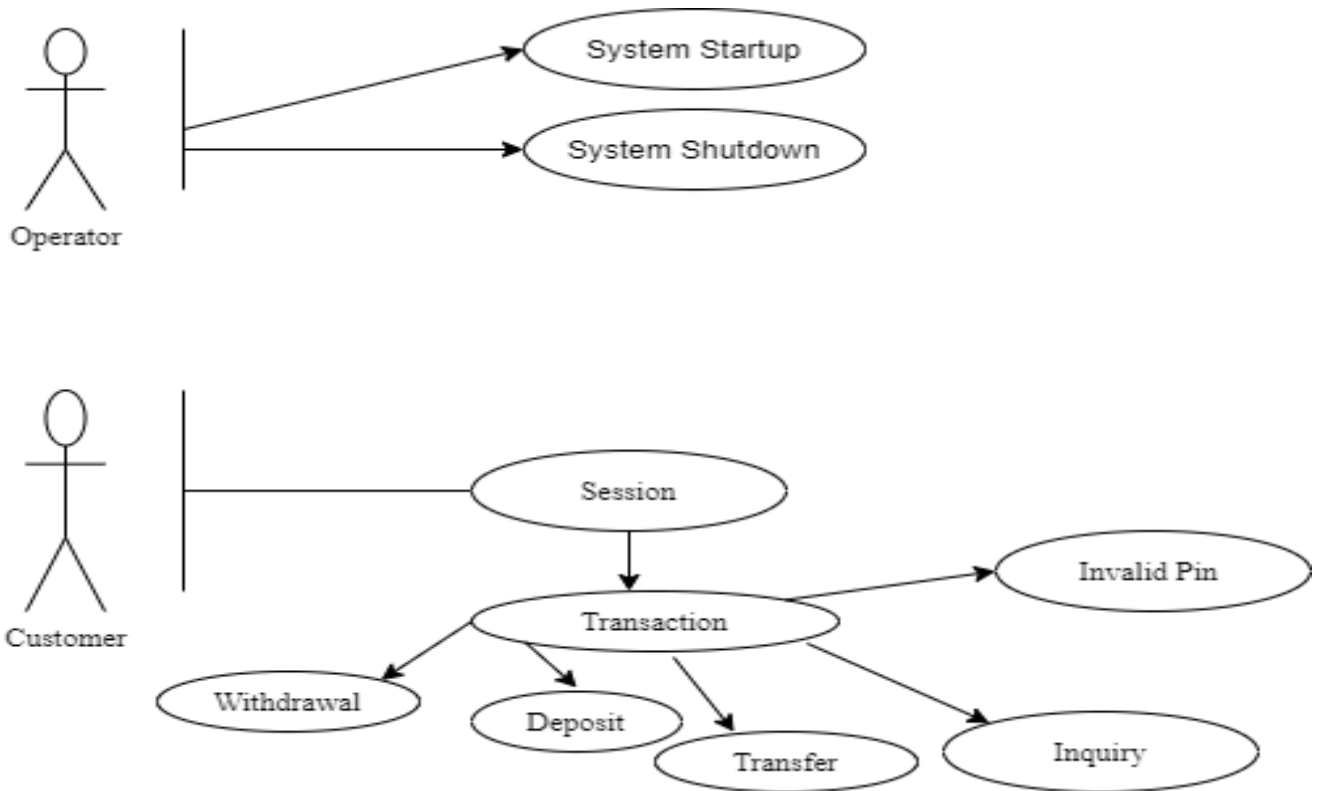 System Startup
System Shutdown
Operator
Session
Invalid Pin
Transaction
Customer
Withdrawal
Deposit
Transfer
Inquiry